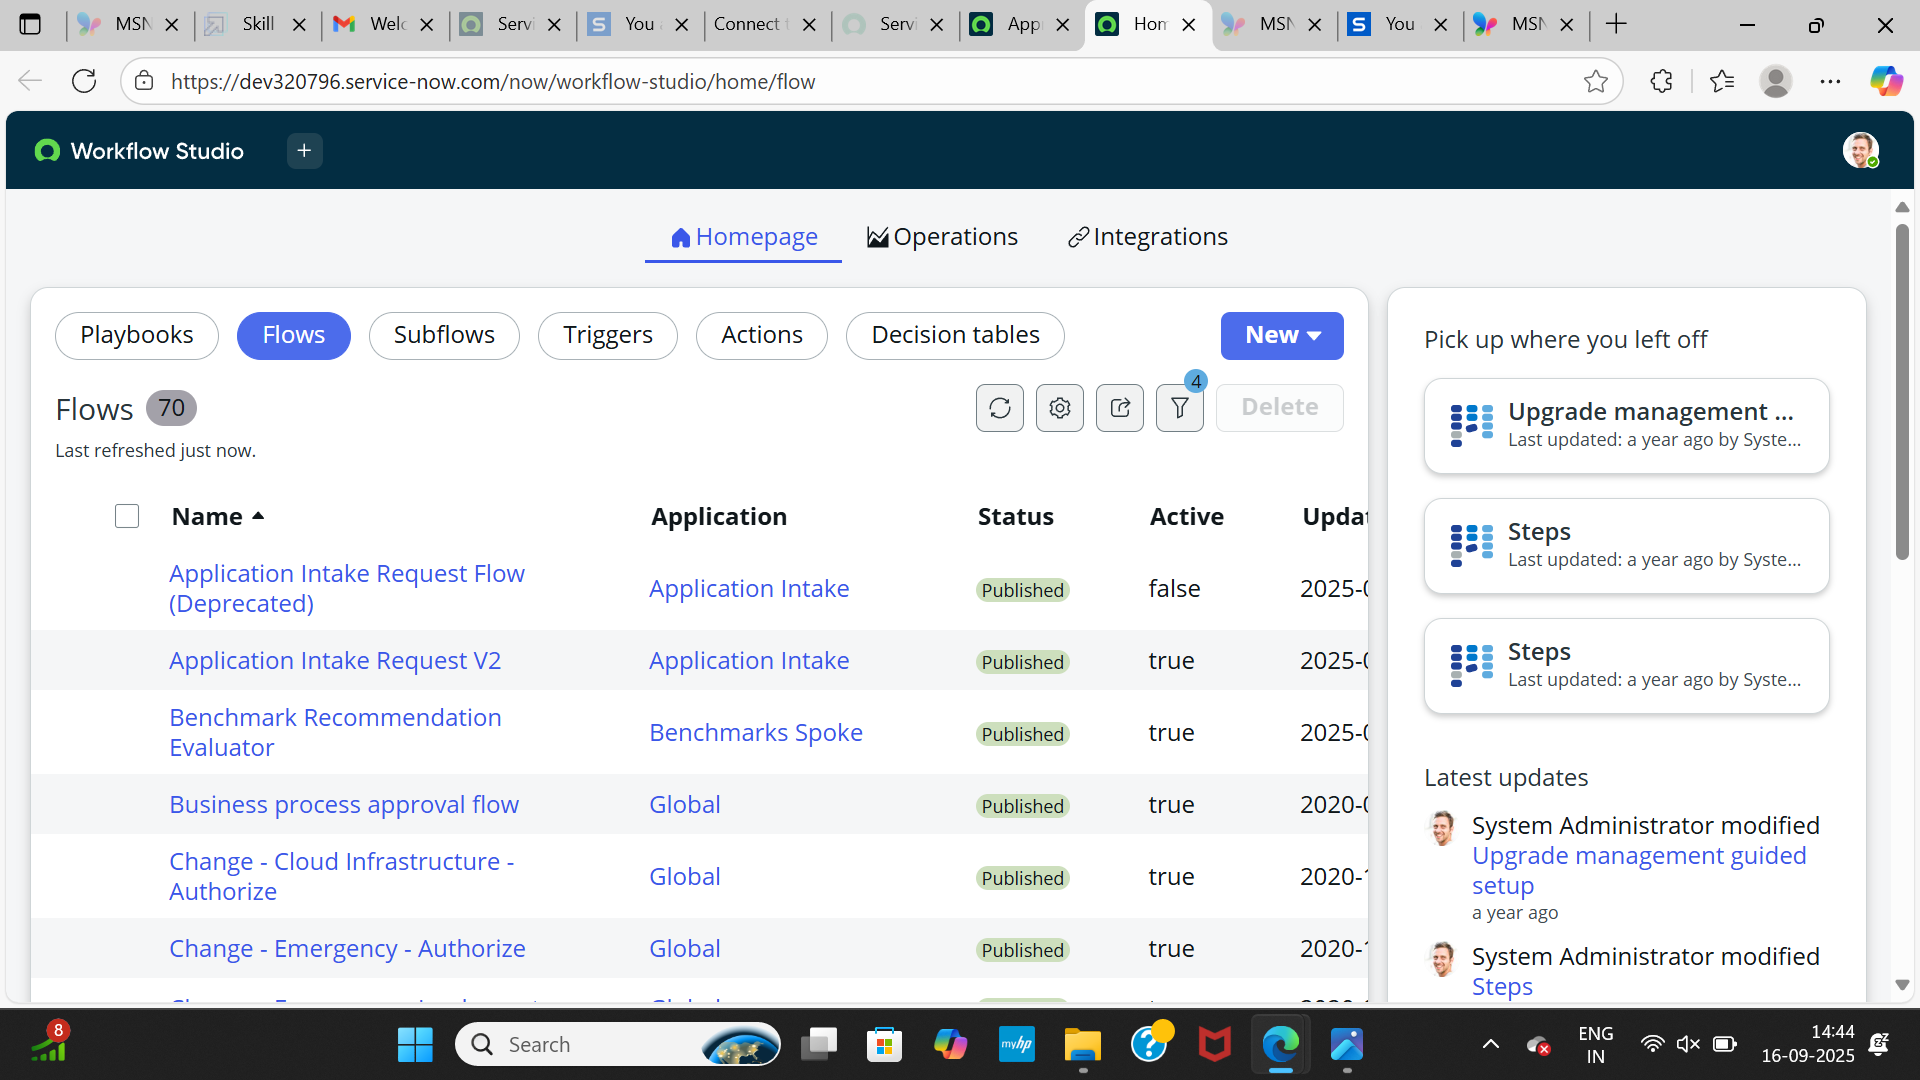 MSN
Skill
Welc
Servi
You
Connect t
Servi
App
Hom
MSN
You
MSN
https://dev320796.service-now.com/now/workflow-studio/home/flow
Workflow Studio
Homepage
Operations
Integrations
Playbooks
Flows
Subflows
Triggers
Actions
Decision tables
New
Flows 70
4
Delete
Last refreshed just now.
Name Application Status Active Updat
Application Intake Request Flow
(Deprecated)
Application Intake Published false 2025-0
Application Intake Request V2 Application Intake Published true 2025-0
Benchmark Recommendation
Evaluator
Benchmarks Spoke Published true 2025-0
Business process approval flow Global Published true 2020-0
Change - Cloud Infrastructure -
Authorize
Global Published true 2020-1
Change - Emergency - Authorize Global Published true 2020-1
Pick up where you left off
Upgrade management ...
Last updated: a year ago by Syste...
Steps
Last updated: a year ago by Syste...
Steps
Last updated: a year ago by Syste...
Latest updates
System Administrator modified
Upgrade management guided
setup
a year ago
System Administrator modified
Steps
8
Search
myhp
ENG
IN
14:44
16-09-2025